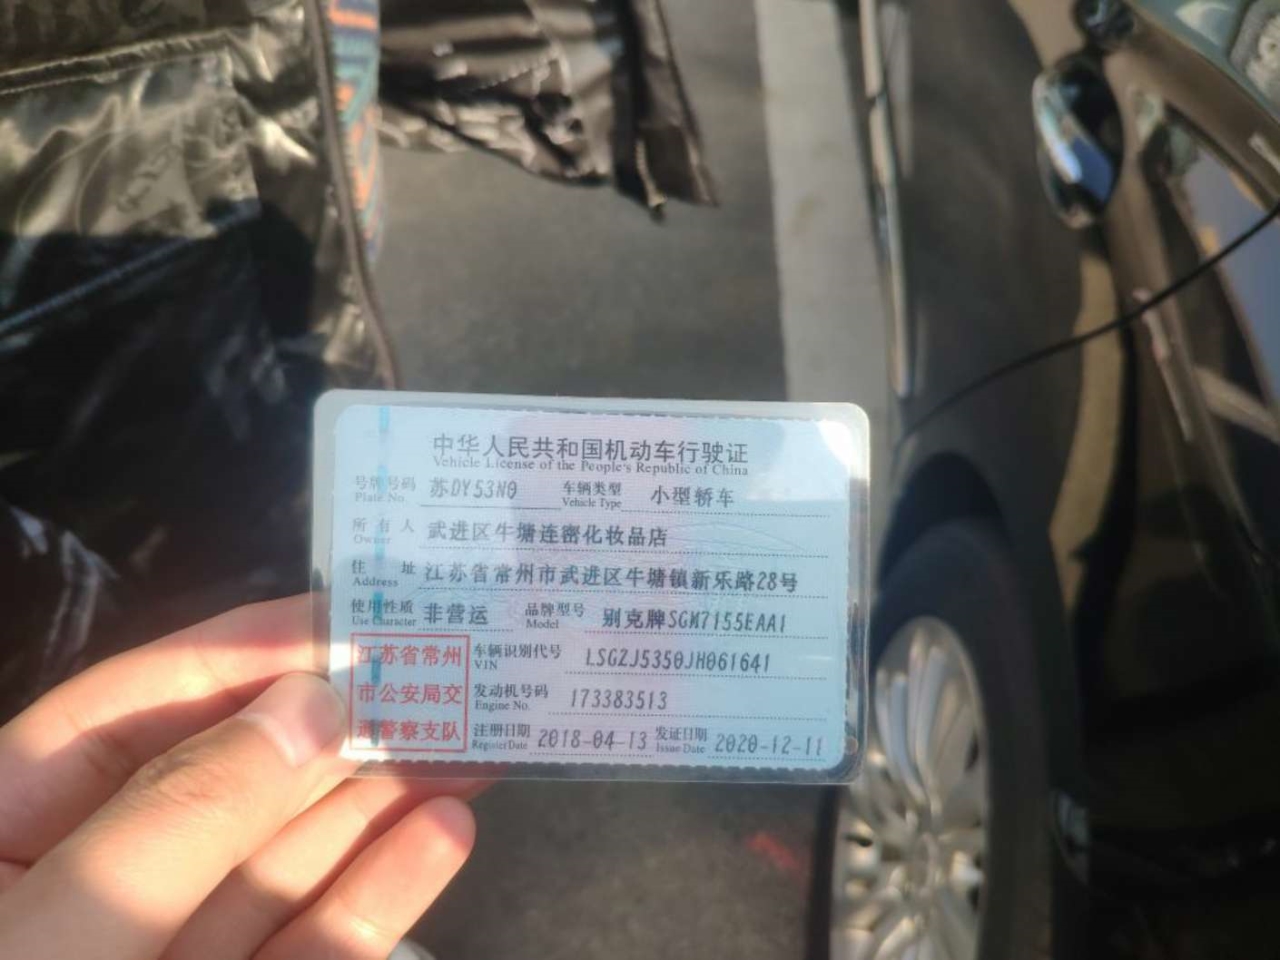 中华人民共和国机动车行驶证
Vehicle License of the People's Republic of China
号牌号码 苏DY53N0 车辆类型 小型轿车
Plate No. Vehicle Type
所有人 武进区牛塘连密化妆品店
Owner
住址 江苏省常州市武进区牛塘镇新乐路28号
Address
使用性质 非营运 品牌型号 别克牌SGM7155EAA1
Use Character Model
江苏省常州
市公安局交
通警察支队
车辆识别代号 LSGZJ5350JH061641
VIN
发动机号码 173383513
Engine No.
注册日期 2018-04-13 发证日期 2020-12-11
Register Date Issue Date